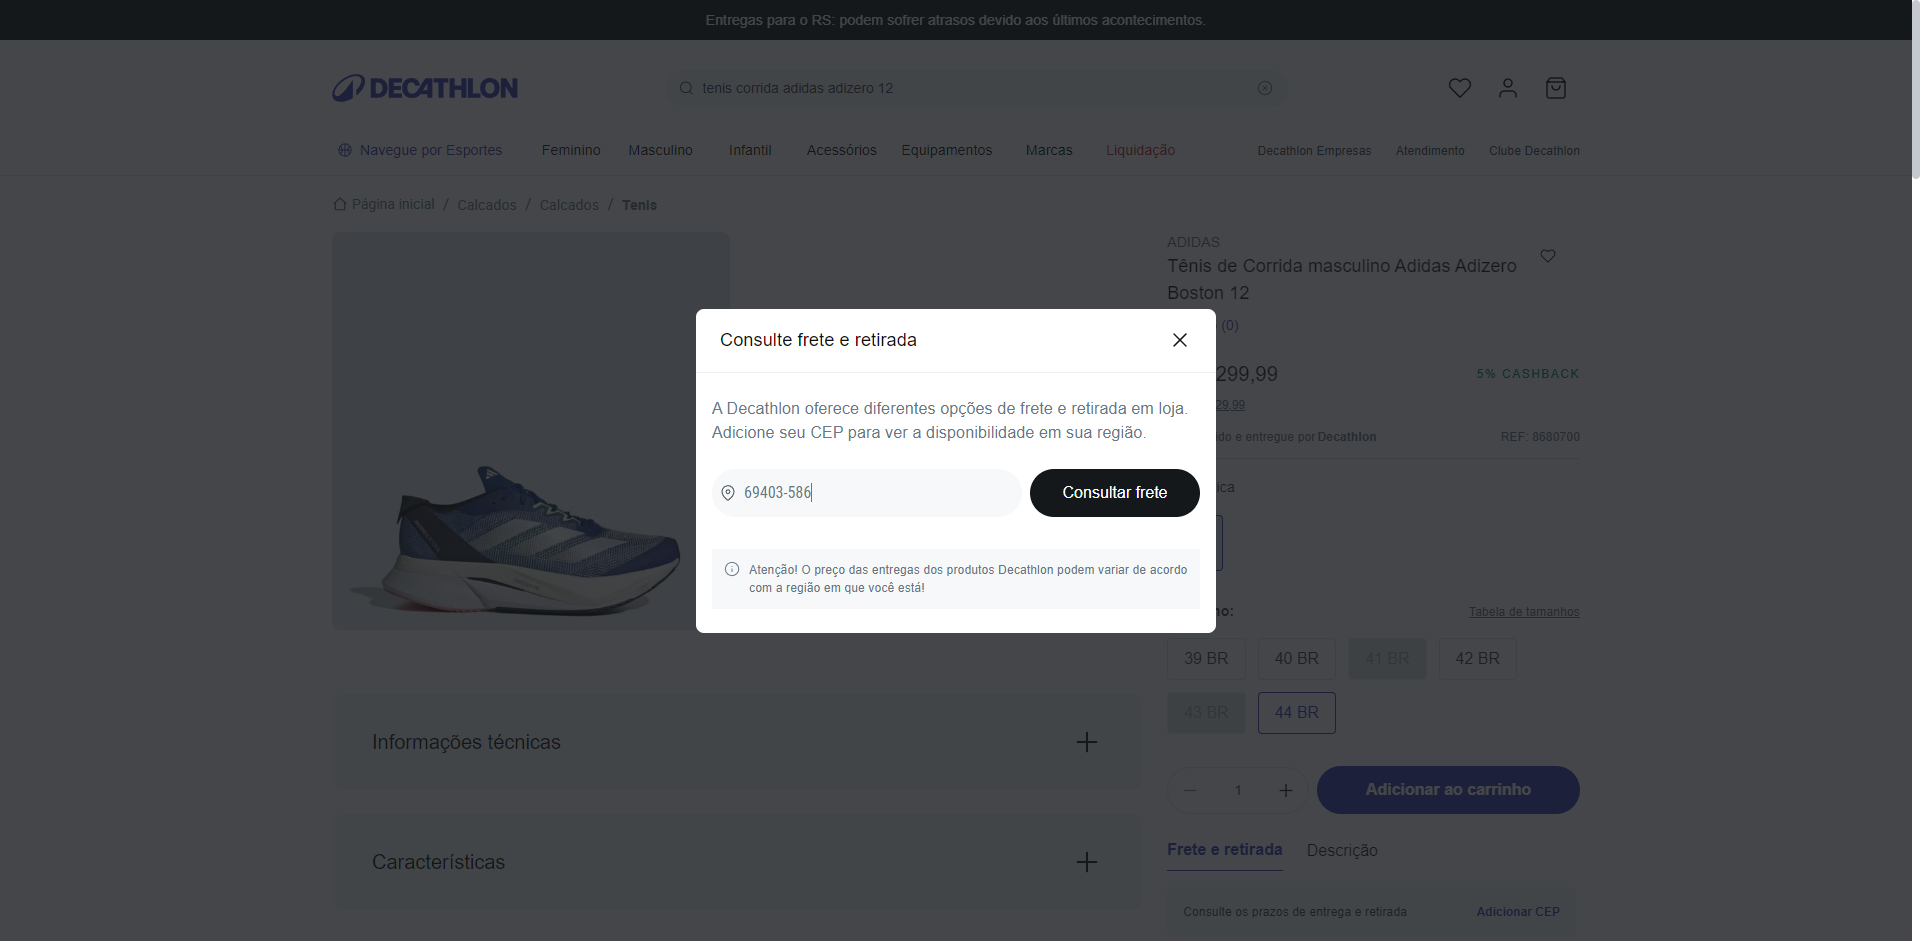 Entregas para o RS: podem sofrer atrasos devido aos últimos acontecimentos.
DECATHLON
tenis corrida adidas adizero 12
Navegue por Esportes
Feminino
Masculino
Infantil
Acessórios
Equipamentos
Marcas
Liquidação
Decathlon Empresas
Atendimento
Clube Decathlon
Página inicial / Calcados / Calcados / Tenis
ADIDAS
Tênis de Corrida masculino Adidas Adizero
Boston 12
(0)
299,99
5% CASHBACK
29,99
do e entregue por Decathlon
REF: 8680700
Consulte frete e retirada
A Decathlon oferece diferentes opções de frete e retirada em loja.
Adicione seu CEP para ver a disponibilidade em sua região.
69403-586
Consultar frete
Atenção! O preço das entregas dos produtos Decathlon podem variar de acordo
com a região em que você está!
ica
no:
Tabela de tamanhos
39 BR
40 BR
41 BR
42 BR
43 BR
44 BR
1
Adicionar ao carrinho
Frete e retirada
Descrição
Consulte os prazos de entrega e retirada
Adicionar CEP
Informações técnicas
Características